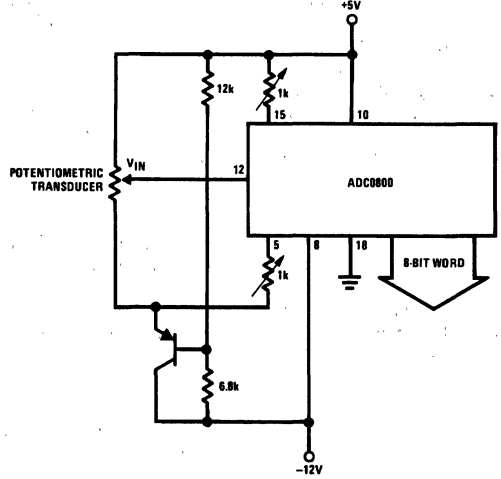 +5V
12k
1k
15
10
POTENTIOMETRIC
TRANSDUCER
VIN
12
ADC0800
5
8
18
8-BIT WORD
1k
6.8k
−12V